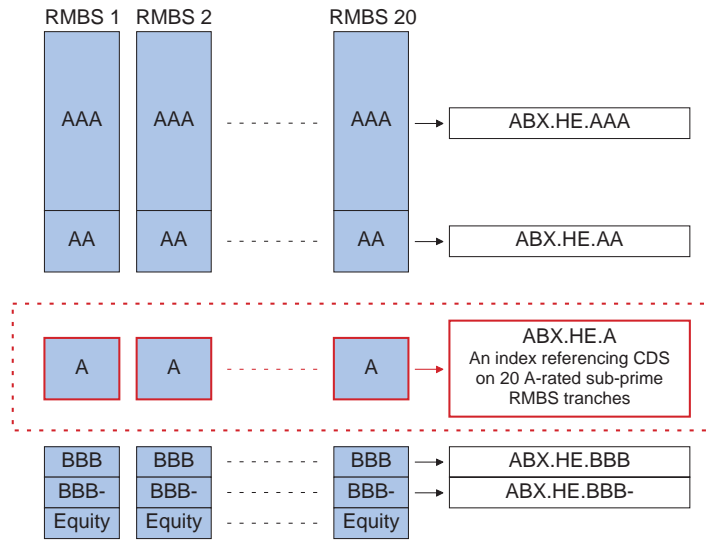 RMBS 1 RMBS 2 RMBS 20
AAA AAA AAA ABX.HE.AAA
AA AA AA ABX.HE.AA
A A A
ABX.HE.A
An index referencing CDS
on 20 A-rated sub-prime
RMBS tranches
BBB BBB BBB ABX.HE.BBB
BBB- BBB- BBB- ABX.HE.BBB-
Equity Equity Equity